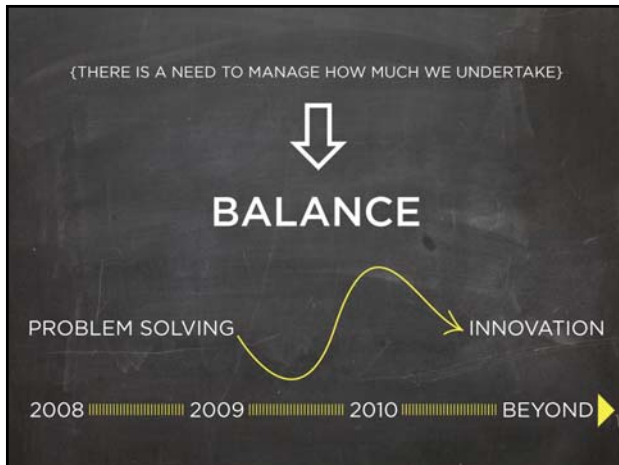 {THERE IS A NEED TO MANAGE HOW MUCH WE UNDERTAKE}
BALANCE
PROBLEM SOLVING INNOVATION
2008 2009 2010 BEYOND